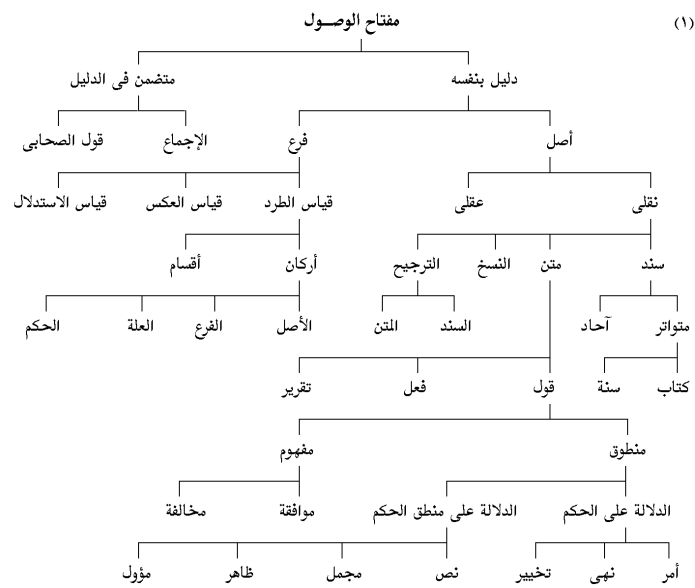 (١)
مفتاح الوصـول
دليل بنفسه متضمن فى الدليل
أصل فرع الإجماع قول الصحابى
نقلى عقلى قياس الطرد قياس العكس قياس الاستدلال
سند متن النسخ الترجيح أركان أقسام
متواتر آحاد السند المتن الأصل الفرع العلة الحكم
كتاب سنة قول فعل تقرير
منطوق مفهوم
الدلالة على الحكم الدلالة على منطق الحكم موافقة مخالفة
أمر نهى تخيير نص مجمل ظاهر مؤول